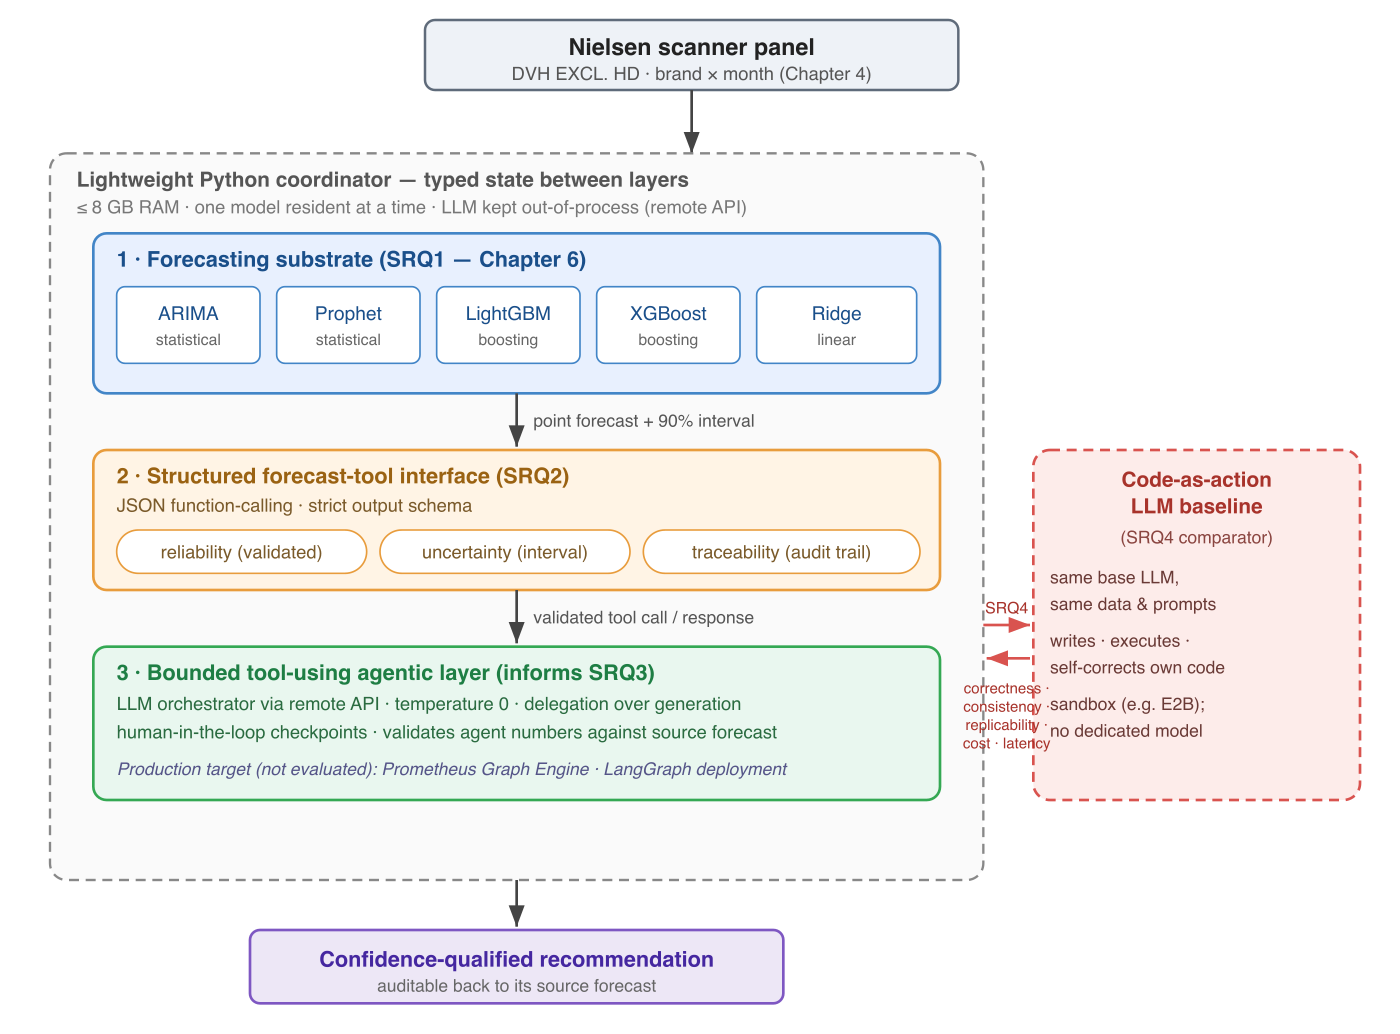 Nielsen scanner panel
DVH EXCL. HD · brand × month (Chapter 4)
Lightweight Python coordinator — typed state between layers
≤ 8 GB RAM · one model resident at a time · LLM kept out-of-process (remote API)
1 · Forecasting substrate (SRQ1 — Chapter 6)
ARIMA
statistical
Prophet
statistical
LightGBM
boosting
XGBoost
boosting
Ridge
linear
point forecast + 90% interval
2 · Structured forecast-tool interface (SRQ2)
JSON function-calling · strict output schema
reliability (validated)
uncertainty (interval)
traceability (audit trail)
validated tool call / response
3 · Bounded tool-using agentic layer (informs SRQ3)
LLM orchestrator via remote API · temperature 0 · delegation over generation
human-in-the-loop checkpoints · validates agent numbers against source forecast
Production target (not evaluated): Prometheus Graph Engine · LangGraph deployment
SRQ4
correctness ·
consistency ·
replicability ·
cost · latency
Code-as-action
LLM baseline
(SRQ4 comparator)
same base LLM,
same data & prompts
writes · executes ·
self-corrects own code
sandbox (e.g. E2B);
no dedicated model
Confidence-qualified recommendation
auditable back to its source forecast